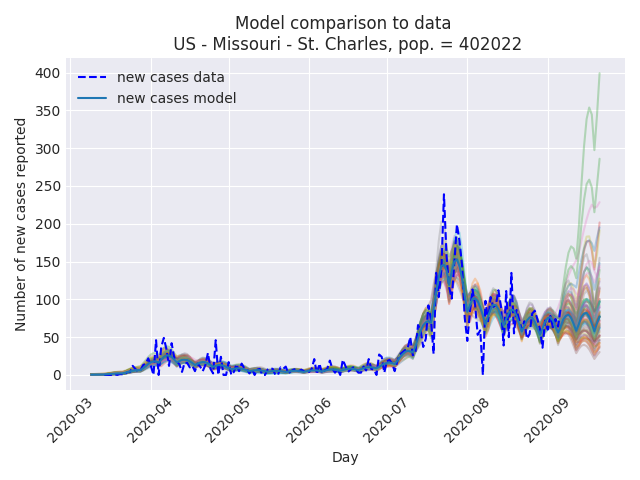 Model comparison to data
US - Missouri - St. Charles, pop. = 402022
new cases data
new cases model
Number of new cases reported
400
350
300
250
200
150
100
50
0
2020-03
2020-04
2020-05
2020-06
2020-07
2020-08
2020-09
Day